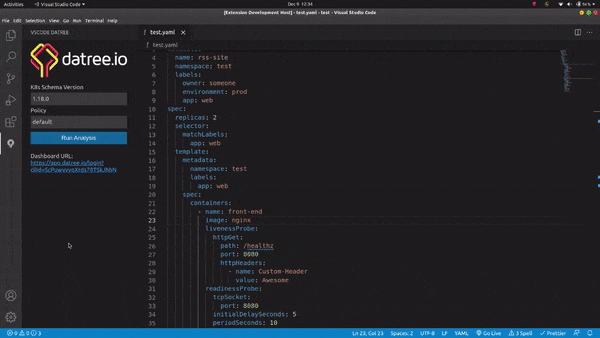 Activities
Visual Studio Code
Dec 9 12:34
[Extension Development Host] - test.yaml - test - Visual Studio Code
File Edit Selection View Go Run Terminal Help
VSCODE DATREE
datree.io
K8s Schema Version
1.18.0
Policy
default
Run Analysis
Dashboard URL:
https://app.datree.io/login?
test.yaml
test.yaml
4 name: rss-site
5 namespace: test
6 labels:
7 owner: someone
8 environment: prod
9 app: web
10 spec:
11 replicas: 2
12 selector:
13 matchLabels:
14 app: web
15 template:
16 metadata:
17 namespace: test
18 labels:
19 app: web
20 spec:
21 containers:
22 - name: front-end
23 image: nginx
24 livenessProbe:
25 httpGet:
26 path: /healthz
27 port: 8080
28 httpHeaders:
29 - name: Custom-Header
30 value: Awesome
31 readinessProbe:
32 tcpSocket:
33 port: 8080
34 initialDelaySeconds: 5
35 periodSeconds: 10
0 0 3
Ln 23, Col 23 Spaces: 2 UTF-8 LF YAML Go Live 3 Spell Prettier